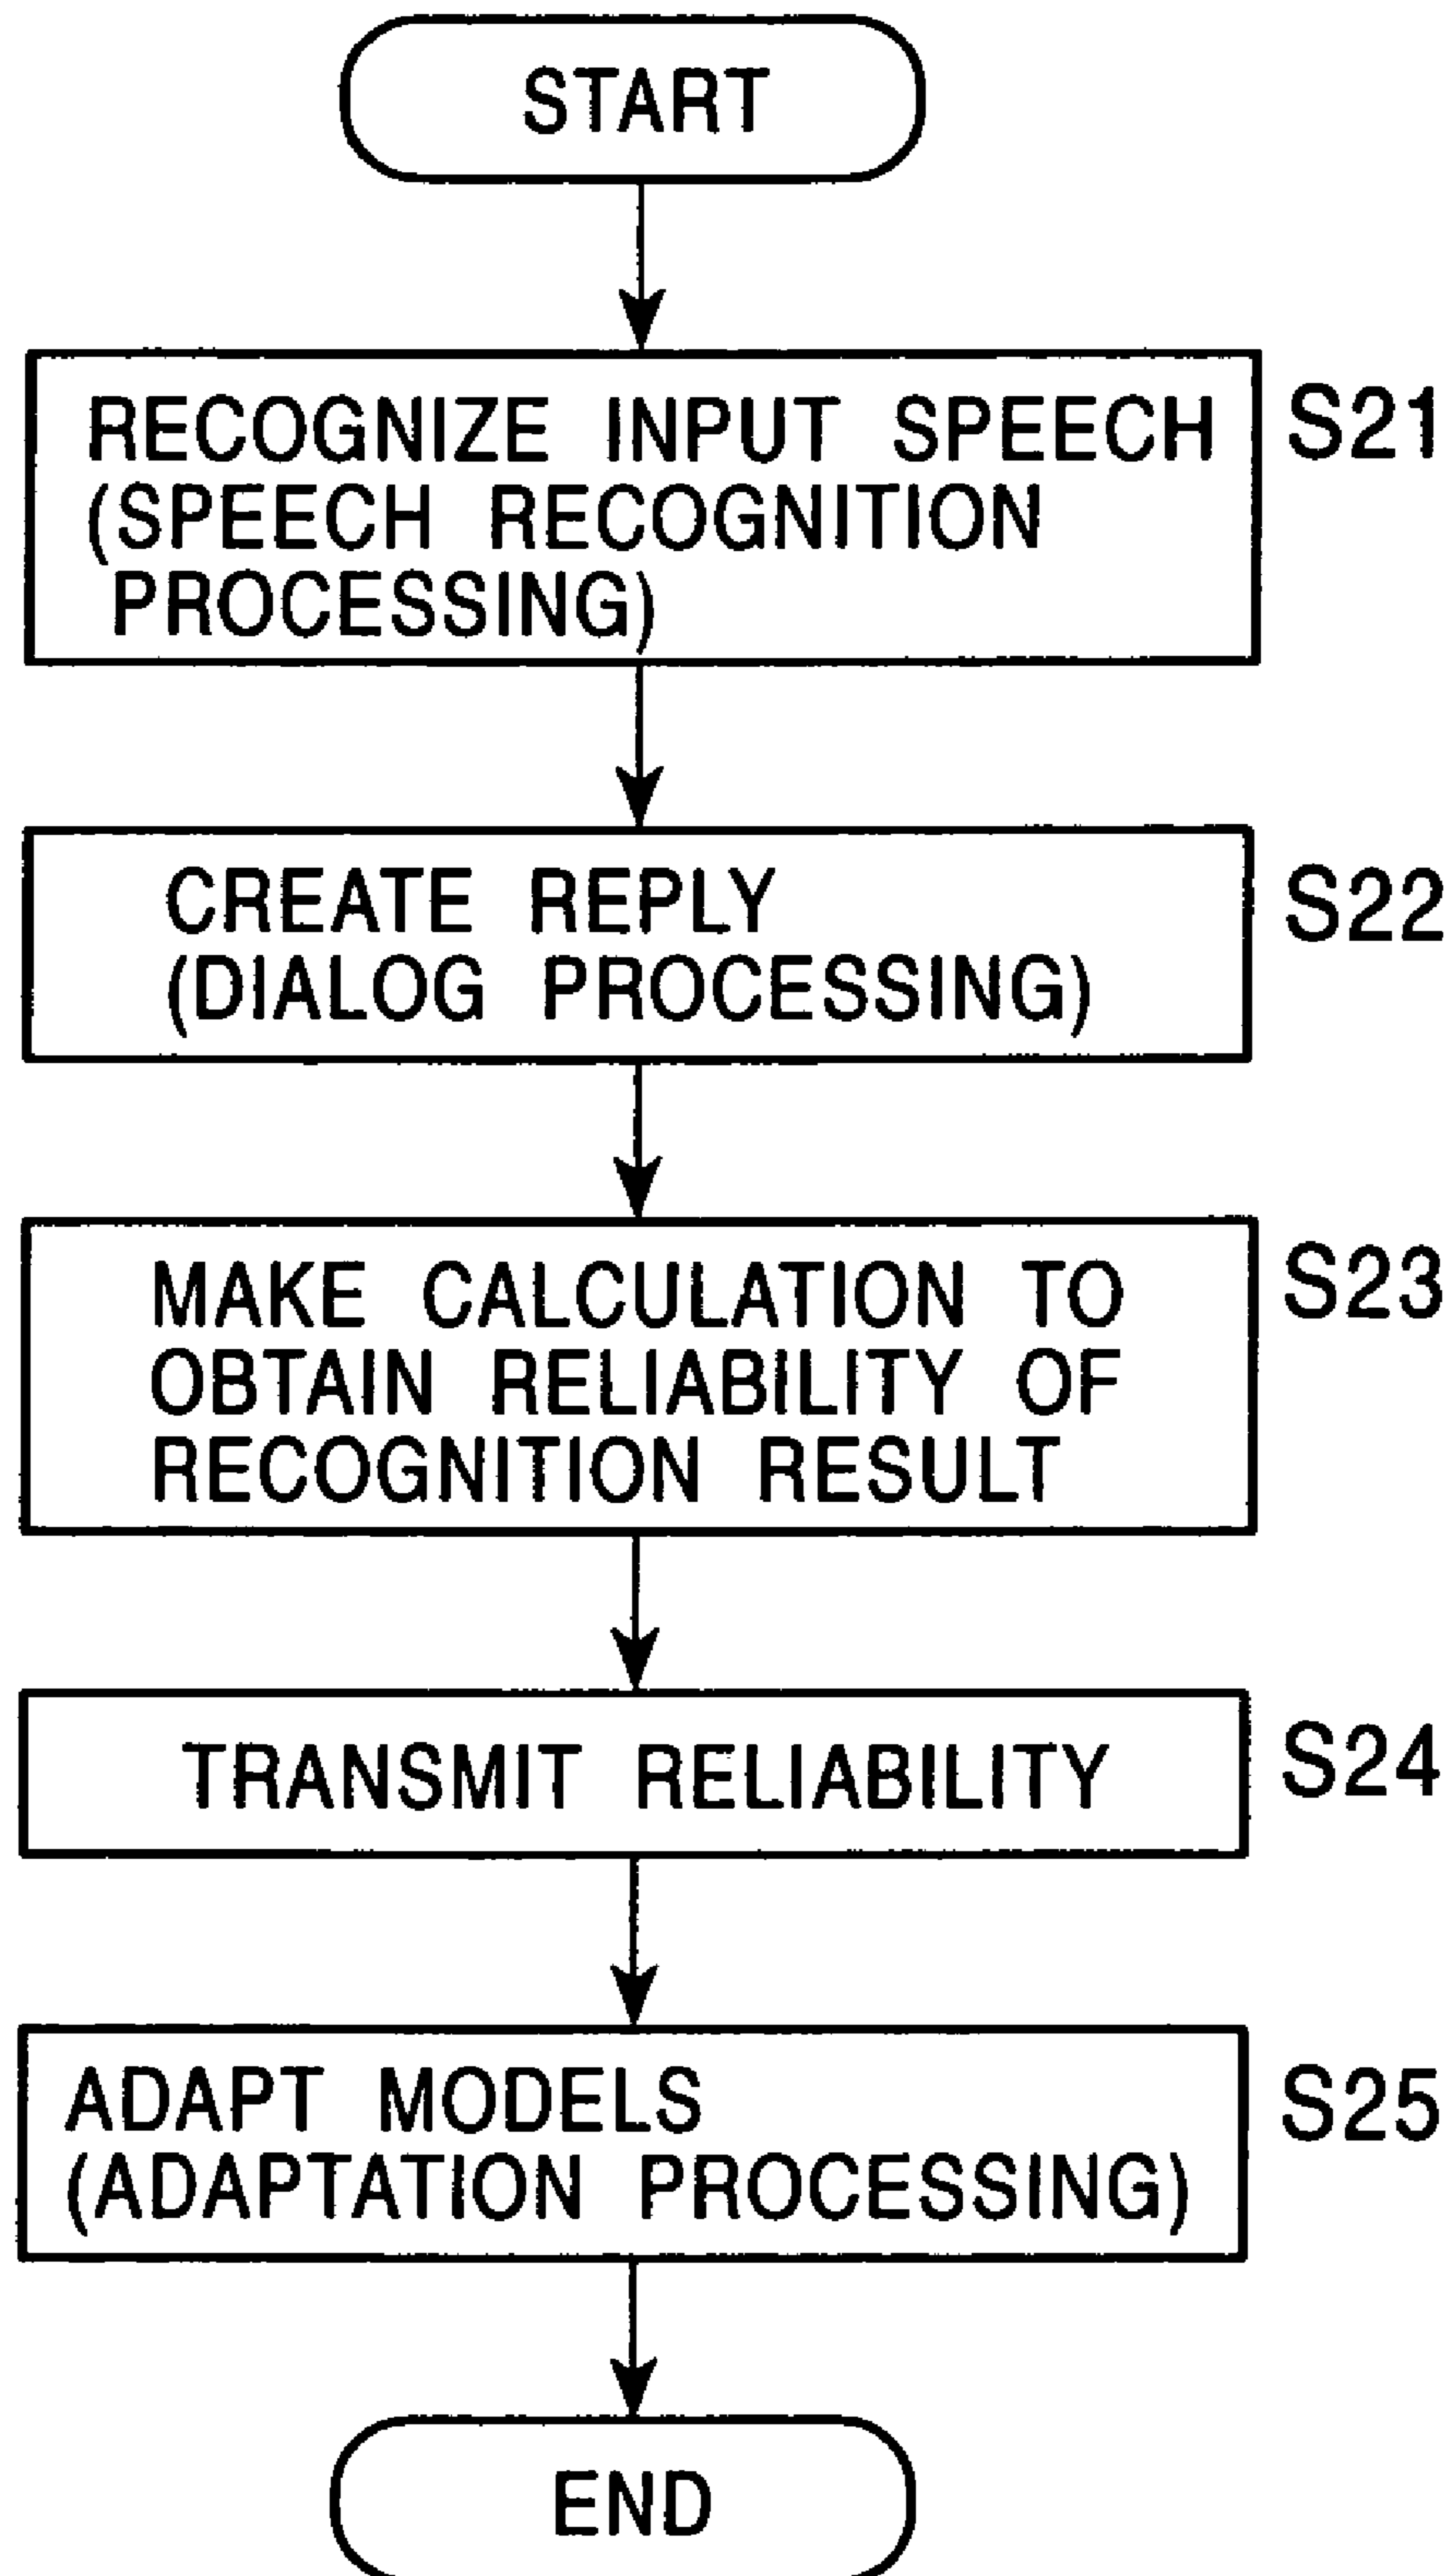 START
RECOGNIZE INPUT SPEECH
(SPEECH RECOGNITION
PROCESSING)
S21
CREATE REPLY
(DIALOG PROCESSING)
S22
MAKE CALCULATION TO
OBTAIN RELIABILITY OF
RECOGNITION RESULT
S23
TRANSMIT RELIABILITY
S24
ADAPT MODELS
(ADAPTATION PROCESSING)
S25
END